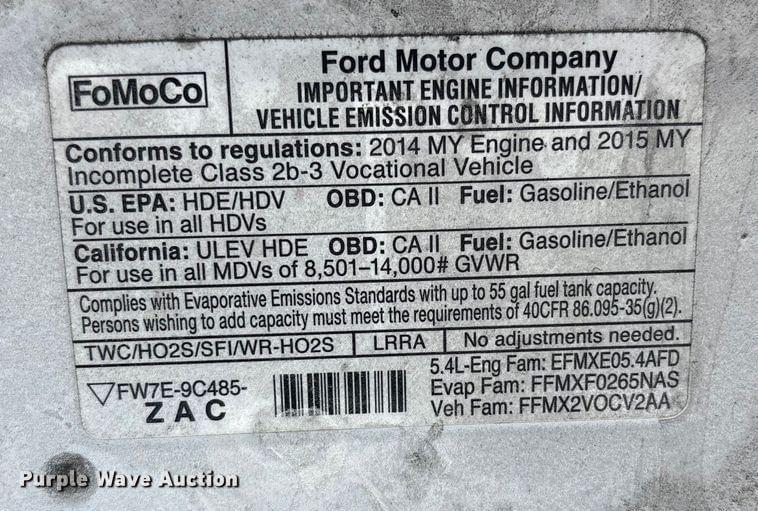 FoMoCo
Ford Motor Company
IMPORTANT ENGINE INFORMATION/
VEHICLE EMISSION CONTROL INFORMATION
Conforms to regulations: 2014 MY Engine and 2015 MY
Incomplete Class 2b-3 Vocational Vehicle
U.S. EPA: HDE/HDV OBD: CA II Fuel: Gasoline/Ethanol
For use in all HDVs
California: ULEV HDE OBD: CA II Fuel: Gasoline/Ethanol
For use in all MDVs of 8,501-14,000# GVWR
Complies with Evaporative Emissions Standards with up to 55 gal fuel tank capacity.
Persons wishing to add capacity must meet the requirements of 40CFR 86.095-35(g)(2).
TWC/HO2S/SFI/WR-HO2S LRRA No adjustments needed.
FW7E-9C485-
Z A C
5.4L-Eng Fam: EFMXE05.4AFD
Evap Fam: FFMXF0265NAS
Veh Fam: FFMX2VOCV2AA
Purple Wave Auction